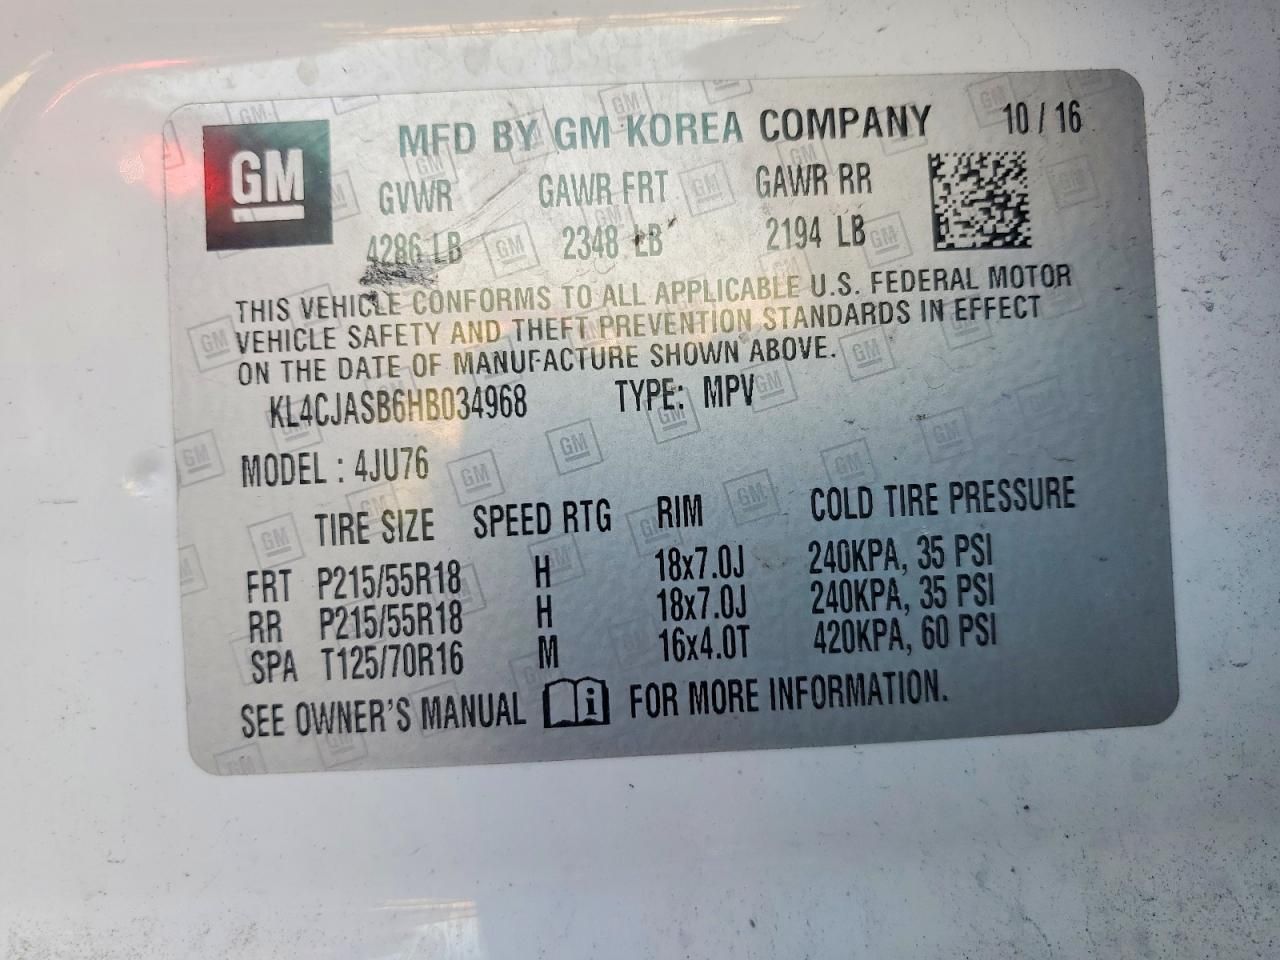 GM
MFD BY GM KOREA COMPANY 10 / 16
GVWR GAWR FRT GAWR RR
4286 LB 2348 LB 2194 LB
THIS VEHICLE CONFORMS TO ALL APPLICABLE U.S. FEDERAL MOTOR
VEHICLE SAFETY AND THEFT PREVENTION STANDARDS IN EFFECT
ON THE DATE OF MANUFACTURE SHOWN ABOVE.
KL4CJASB6HB034968 TYPE: MPV
MODEL : 4JU76
TIRE SIZE SPEED RTG RIM COLD TIRE PRESSURE
FRT P215/55R18 H 18x7.0J 240KPA, 35 PSI
RR P215/55R18 H 18x7.0J 240KPA, 35 PSI
SPA T125/70R16 M 16x4.0T 420KPA, 60 PSI
SEE OWNER'S MANUAL i FOR MORE INFORMATION.